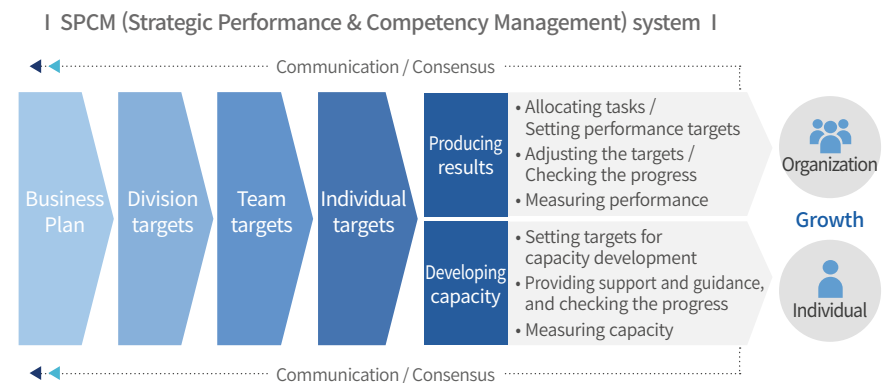 I SPCM (Strategic Performance & Competency Management) system I
Communication / Consensus
Business
Plan
Division
targets
Team
targets
Individual
targets
Producing
results
• Allocating tasks /
Setting performance targets
• Adjusting the targets /
Checking the progress
• Measuring performance
Developing
capacity
• Setting targets for
capacity development
• Providing support and guidance,
and checking the progress
• Measuring capacity
Organization
Growth
Individual
Communication / Consensus